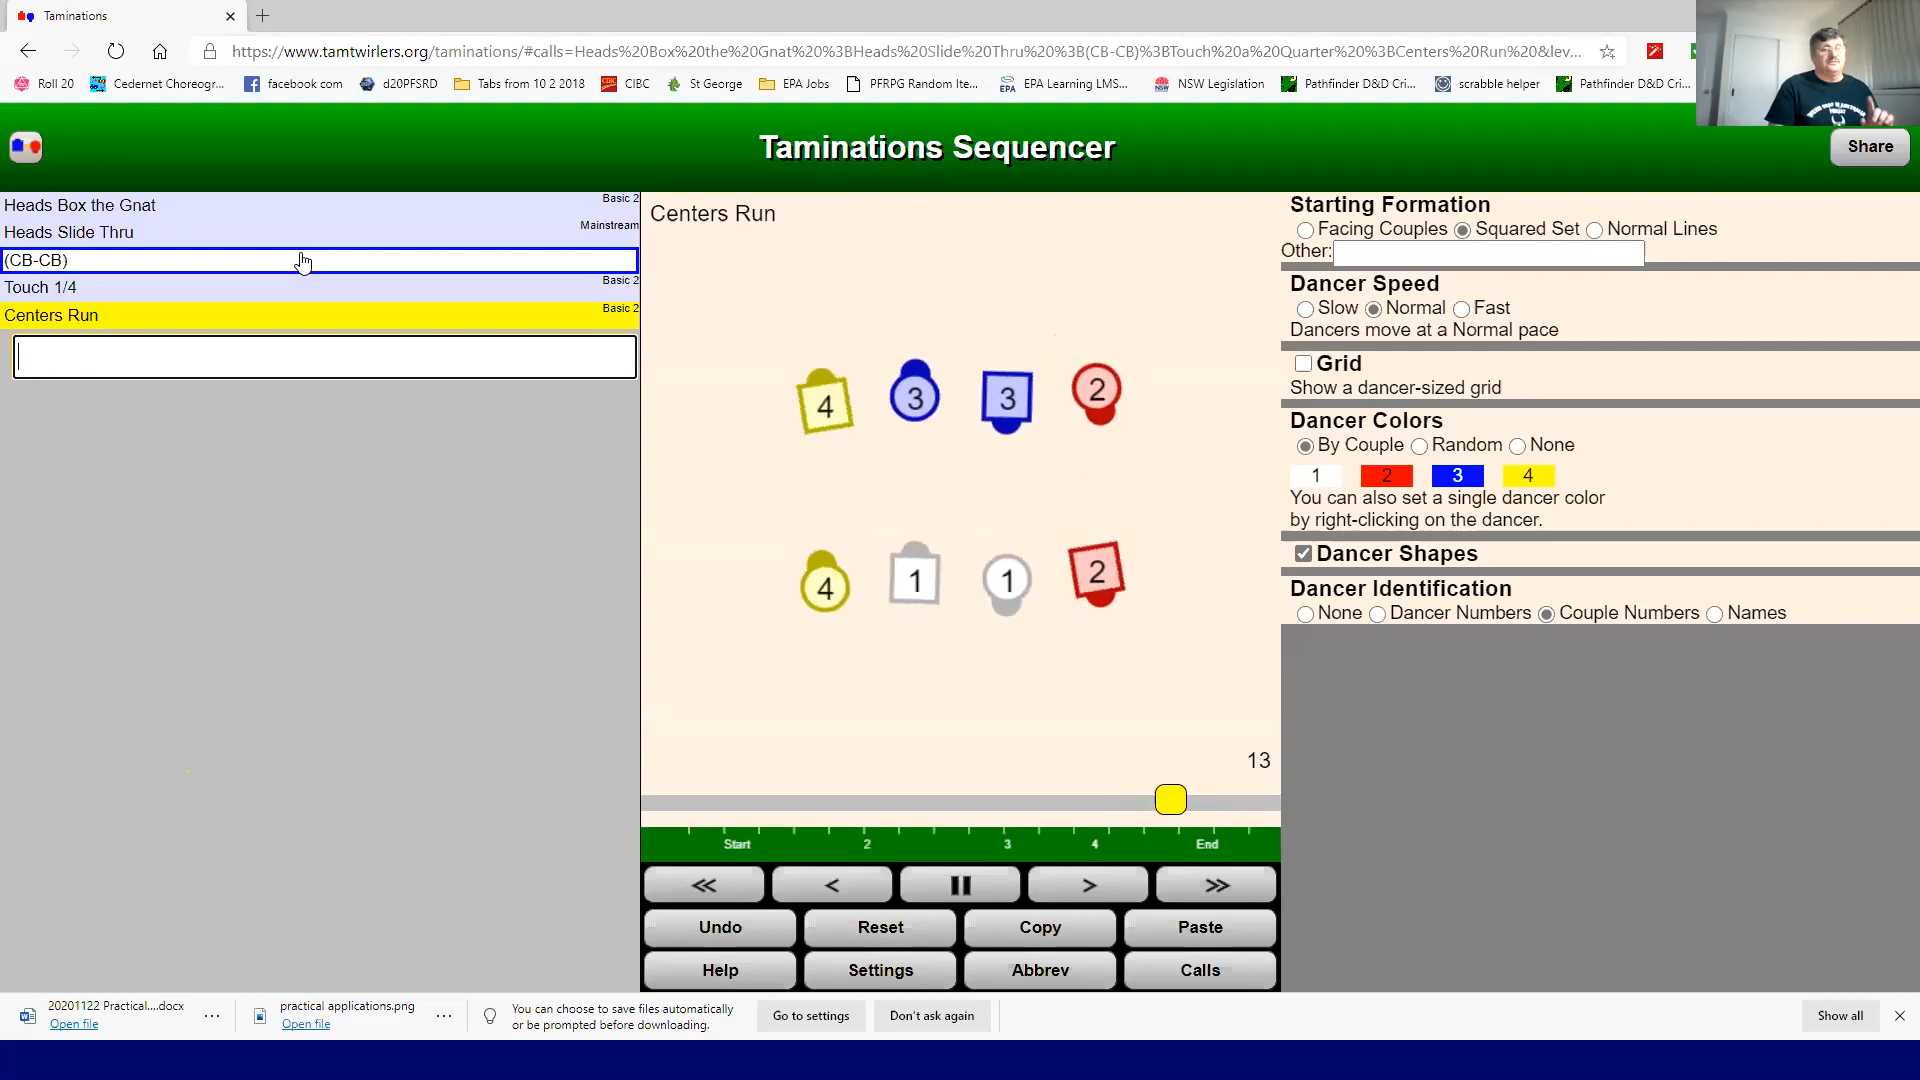 Taminations
https://www.tamtwirlers.org/taminations/#calls=Heads%20Box%20the%20Gnat%20%3BHeads%20Slide%20Thru%20%3B(CB-CB)%3BTouch%20a%20Quarter%20%3BCenters%20Run%20&lev...
Roll 20 Cedernet Choreogr... facebook.com d20PFSRD Tabs from 10 2 2018 CIBC St George EPA Jobs PFRPG Random Ite... EPA Learning LMS... NSW Legislation Pathfinder D&D Cri... scrabble helper Pathfinder D&D Cri...
Taminations Sequencer
Share
Heads Box the Gnat Basic 2
Heads Slide Thru Mainstream
(CB-CB)
Touch 1/4 Basic 2
Centers Run Basic 2
Centers Run
4 3 3 2
4 1 1 2
13
Start 2 3 4 End
<< < > >>
Undo Reset Copy Paste
Help Settings Abbrev Calls
Starting Formation
Facing Couples Squared Set Normal Lines
Other:
Dancer Speed
Slow Normal Fast
Dancers move at a Normal pace
Grid
Show a dancer-sized grid
Dancer Colors
By Couple Random None
1 2 3 4
You can also set a single dancer color
by right-clicking on the dancer.
Dancer Shapes
Dancer Identification
None Dancer Numbers Couple Numbers Names
20201122 Practical....docx
Open file
practical applications.png
Open file
You can choose to save files automatically
or be prompted before downloading.
Go to settings
Don't ask again
Show all